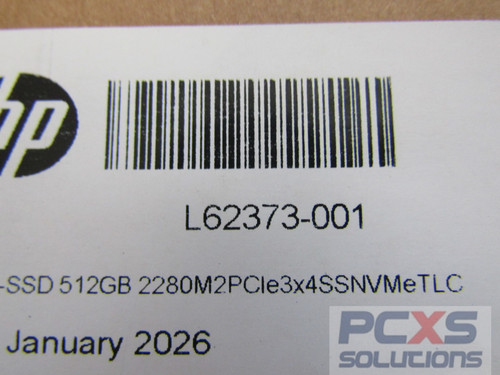 hp
L62373-001
-SSD 512GB 2280M2PCIe3x4SSNVMeTLC
January 2026
PCXS
SOLUTIONS